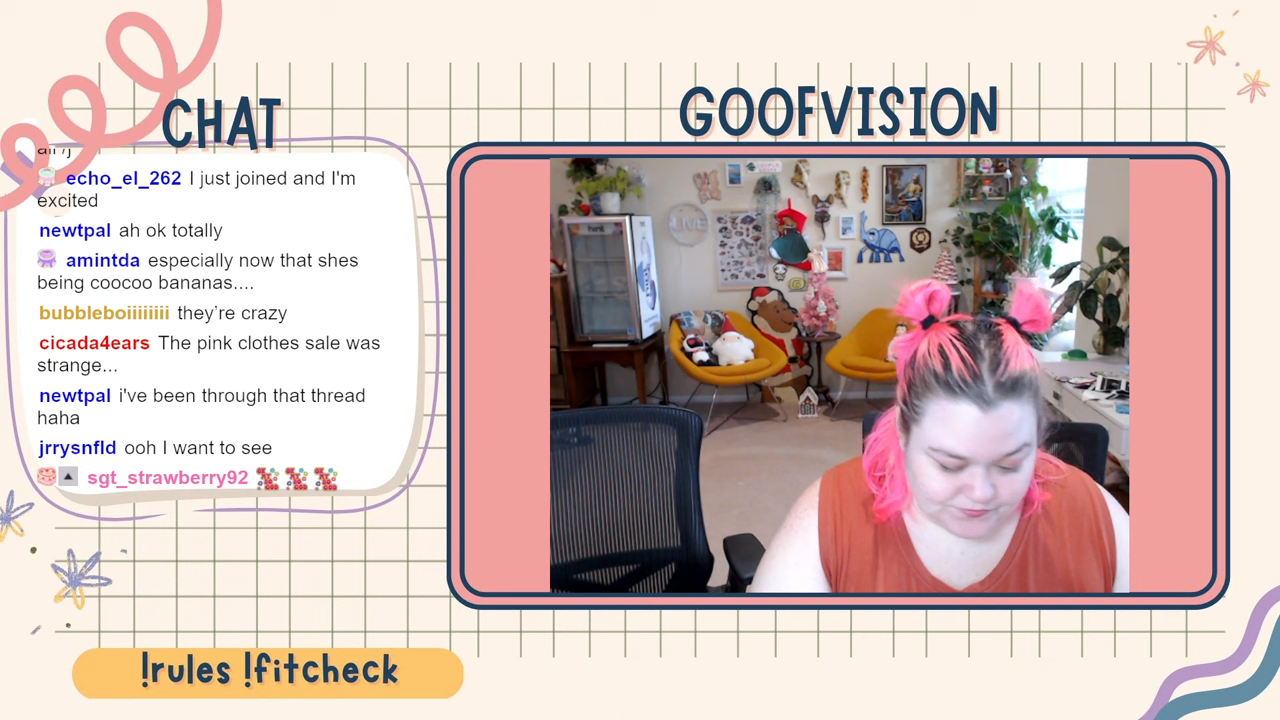 CHAT
echo_el_262 I just joined and I'm
excited
newtpal ah ok totally
amintda especially now that shes
being coocoo bananas....
bubbleboiiiiiiii they're crazy
cicada4ears The pink clothes sale was
strange...
newtpal i've been through that thread
haha
jrrysnfld ooh I want to see
sgt_strawberry92
!rules !fitcheck
GOOFVISION
LIVE